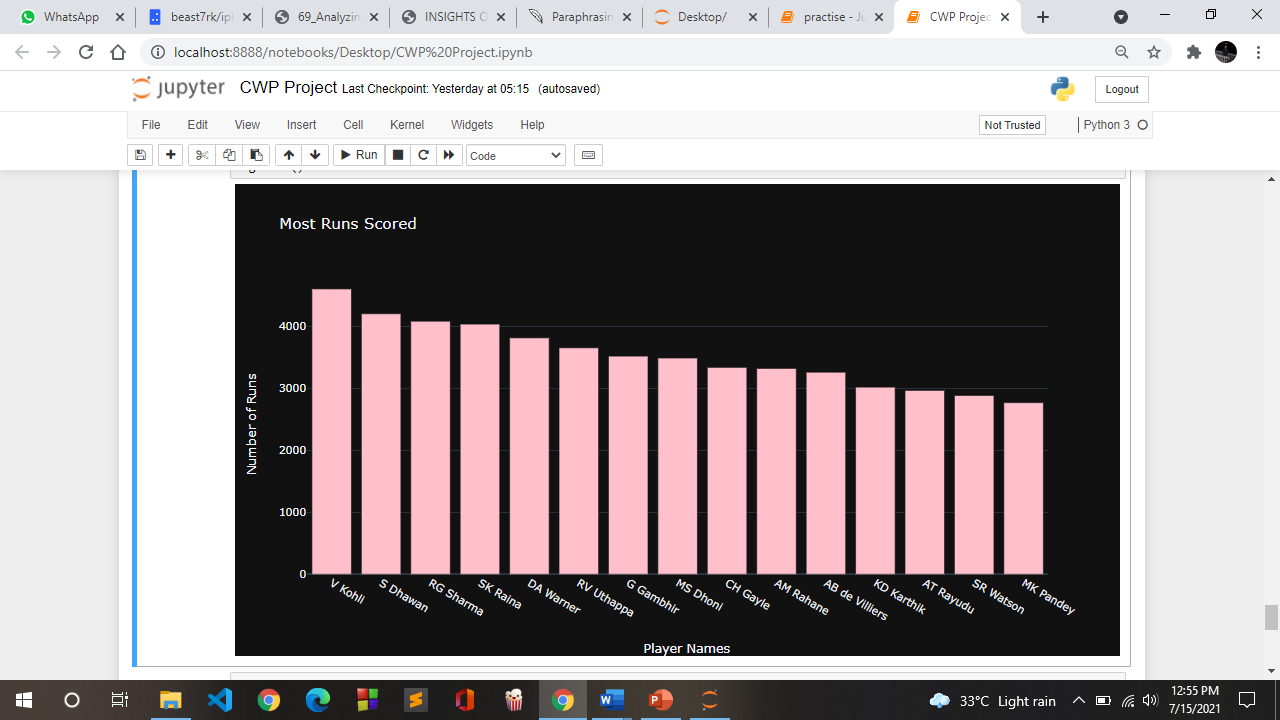 WhatsApp
beast7rk/ipl
69_Analyzin
INSIGHTS
Paraphrasin
Desktop/
practise -
CWP Projec
localhost:8888/notebooks/Desktop/CWP%20Project.ipynb
jupyter CWP Project Last Checkpoint: Yesterday at 05:15 (autosaved)
Logout
File Edit View Insert Cell Kernel Widgets Help
Not Trusted
Python 3
Run
Code
Most Runs Scored
Number of Runs
4000
3000
2000
1000
0
V Kohli
S Dhawan
RG Sharma
SK Raina
DA Warner
RV Uthappa
G Gambhir
MS Dhoni
CH Gayle
AM Rahane
AB de Villiers
KD Karthik
AT Rayudu
SR Watson
MK Pandey
Player Names
33°C Light rain
12:55 PM
7/15/2021